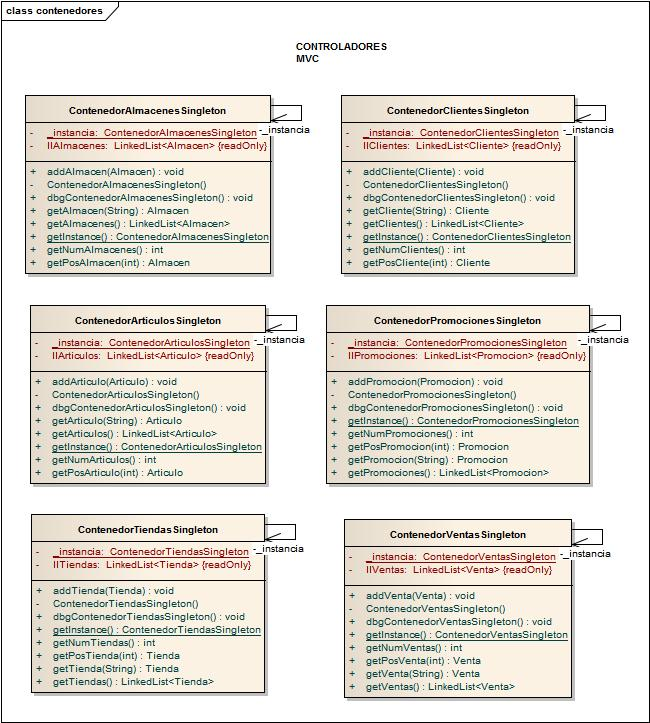 class contenedores
CONTROLADORES
MVC
ContenedorAlmacenesSingleton
- _instancia: ContenedorAlmacenesSingleton
- llAlmacenes: LinkedList<Almacen> {readOnly}
+ addAlmacen(Almacen) : void
- ContenedorAlmacenesSingleton()
+ dbgContenedorAlmacenesSingleton() : void
+ getAlmacen(String) : Almacen
+ getAlmacenes() : LinkedList<Almacen>
+ getInstance() : ContenedorAlmacenesSingleton
+ getNumAlmacenes() : int
+ getPosAlmacen(int) : Almacen
-_instancia
ContenedorClientesSingleton
- _instancia: ContenedorClientesSingleton
- llClientes: LinkedList<Cliente> {readOnly}
+ addCliente(Cliente) : void
- ContenedorClientesSingleton()
+ dbgContenedorClientesSingleton() : void
+ getCliente(String) : Cliente
+ getClientes() : LinkedList<Cliente>
+ getInstance() : ContenedorClientesSingleton
+ getNumClientes() : int
+ getPosCliente(int) : Cliente
-_instancia
ContenedorArticulosSingleton
- _instancia: ContenedorArticulosSingleton
- llArticulos: LinkedList<Articulo> {readOnly}
+ addArticulo(Articulo) : void
- ContenedorArticulosSingleton()
+ dbgContenedorArticulosSingleton() : void
+ getArticulo(String) : Articulo
+ getArticulos() : LinkedList<Articulo>
+ getInstance() : ContenedorArticulosSingleton
+ getNumArticulos() : int
+ getPosArticulo(int) : Articulo
-_instancia
ContenedorPromocionesSingleton
- _instancia: ContenedorPromocionesSingleton
- llPromociones: LinkedList<Promocion> {readOnly}
+ addPromocion(Promocion) : void
- ContenedorPromocionesSingleton()
+ dbgContenedorPromocionesSingleton() : void
+ getInstance() : ContenedorPromocionesSingleton
+ getNumPromociones() : int
+ getPosPromocion(int) : Promocion
+ getPromocion(String) : Promocion
+ getPromociones() : LinkedList<Promocion>
-_instancia
ContenedorTiendasSingleton
- _instancia: ContenedorTiendasSingleton
- llTiendas: LinkedList<Tienda> {readOnly}
+ addTienda(Tienda) : void
- ContenedorTiendasSingleton()
+ dbgContenedorTiendasSingleton() : void
+ getInstance() : ContenedorTiendasSingleton
+ getNumTiendas() : int
+ getPosTienda(int) : Tienda
+ getTienda(String) : Tienda
+ getTiendas() : LinkedList<Tienda>
-_instancia
ContenedorVentasSingleton
- _instancia: ContenedorVentasSingleton
- llVentas: LinkedList<Venta> {readOnly}
+ addVenta(Venta) : void
- ContenedorVentasSingleton()
+ dbgContenedorVentasSingleton() : void
+ getInstance() : ContenedorVentasSingleton
+ getNumVentas() : int
+ getPosVenta(int) : Venta
+ getVenta(String) : Venta
+ getVentas() : LinkedList<Venta>
-_instancia